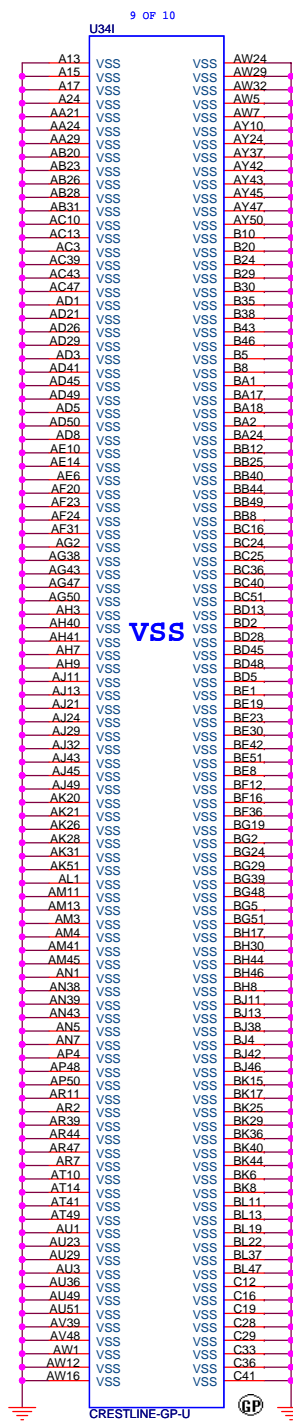 9 OF 10
U34I
A13 VSS VSS AW24
A15 VSS VSS AW29
A17 VSS VSS AW32
A24 VSS VSS AW5
AA21 VSS VSS AW7
AA24 VSS VSS AY10
AA29 VSS VSS AY24
AB20 VSS VSS AY37
AB23 VSS VSS AY42
AB26 VSS VSS AY43
AB28 VSS VSS AY45
AB31 VSS VSS AY47
AC10 VSS VSS AY50
AC13 VSS VSS B10
AC3 VSS VSS B20
AC39 VSS VSS B24
AC43 VSS VSS B29
AC47 VSS VSS B30
AD1 VSS VSS B35
AD21 VSS VSS B38
AD26 VSS VSS B43
AD29 VSS VSS B46
AD3 VSS VSS B5
AD41 VSS VSS B8
AD45 VSS VSS BA1
AD49 VSS VSS BA17
AD5 VSS VSS BA18
AD50 VSS VSS BA2
AD8 VSS VSS BA24
AE10 VSS VSS BB12
AE14 VSS VSS BB25
AE6 VSS VSS BB40
AF20 VSS VSS BB44
AF23 VSS VSS BB49
AF24 VSS VSS BB8
AF31 VSS VSS BC16
AG2 VSS VSS BC24
AG38 VSS VSS BC25
AG43 VSS VSS BC36
AG47 VSS VSS BC40
AG50 VSS VSS BC51
AH3 VSS VSS BD13
AH40 VSS VSS BD2
VSS
AH41 VSS VSS BD28
AH7 VSS VSS BD45
AH9 VSS VSS BD48
AJ11 VSS VSS BD5
AJ13 VSS VSS BE1
AJ21 VSS VSS BE19
AJ24 VSS VSS BE23
AJ29 VSS VSS BE30
AJ32 VSS VSS BE42
AJ43 VSS VSS BE51
AJ45 VSS VSS BE8
AJ49 VSS VSS BF12
AK20 VSS VSS BF16
AK21 VSS VSS BF36
AK26 VSS VSS BG19
AK28 VSS VSS BG2
AK31 VSS VSS BG24
AK51 VSS VSS BG29
AL1 VSS VSS BG39
AM11 VSS VSS BG48
AM13 VSS VSS BG5
AM3 VSS VSS BG51
AM4 VSS VSS BH17
AM41 VSS VSS BH30
AM45 VSS VSS BH44
AN1 VSS VSS BH46
AN38 VSS VSS BH8
AN39 VSS VSS BJ11
AN43 VSS VSS BJ13
AN5 VSS VSS BJ38
AN7 VSS VSS BJ4
AP4 VSS VSS BJ42
AP48 VSS VSS BJ46
AP50 VSS VSS BK15
AR11 VSS VSS BK17
AR2 VSS VSS BK25
AR39 VSS VSS BK29
AR44 VSS VSS BK36
AR47 VSS VSS BK40
AR7 VSS VSS BK44
AT10 VSS VSS BK6
AT14 VSS VSS BK8
AT41 VSS VSS BL11
AT49 VSS VSS BL13
AU1 VSS VSS BL19
AU23 VSS VSS BL22
AU29 VSS VSS BL37
AU3 VSS VSS BL47
AU36 VSS VSS C12
AU49 VSS VSS C16
AU51 VSS VSS C19
AV39 VSS VSS C28
AV48 VSS VSS C29
AW1 VSS VSS C33
AW12 VSS VSS C36
AW16 VSS VSS C41
GP
CRESTLINE-GP-U